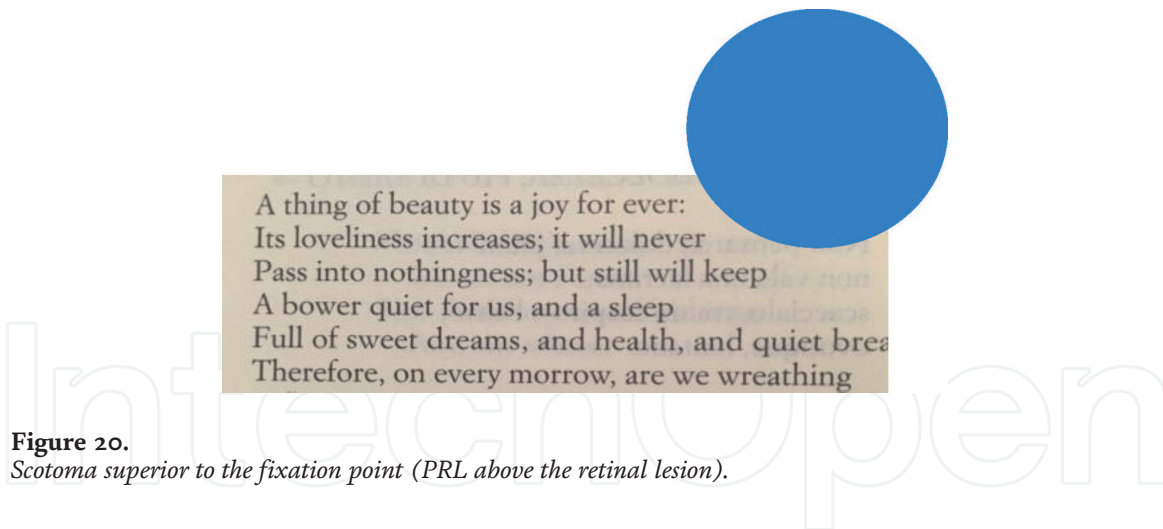 A thing of beauty is a joy for ever:
Its loveliness increases; it will never
Pass into nothingness; but still will keep
A bower quiet for us, and a sleep
Full of sweet dreams, and health, and quiet brea
Therefore, on every morrow, are we wreathing
IntechOpen
Figure 20.
Scotoma superior to the fixation point (PRL above the retinal lesion).